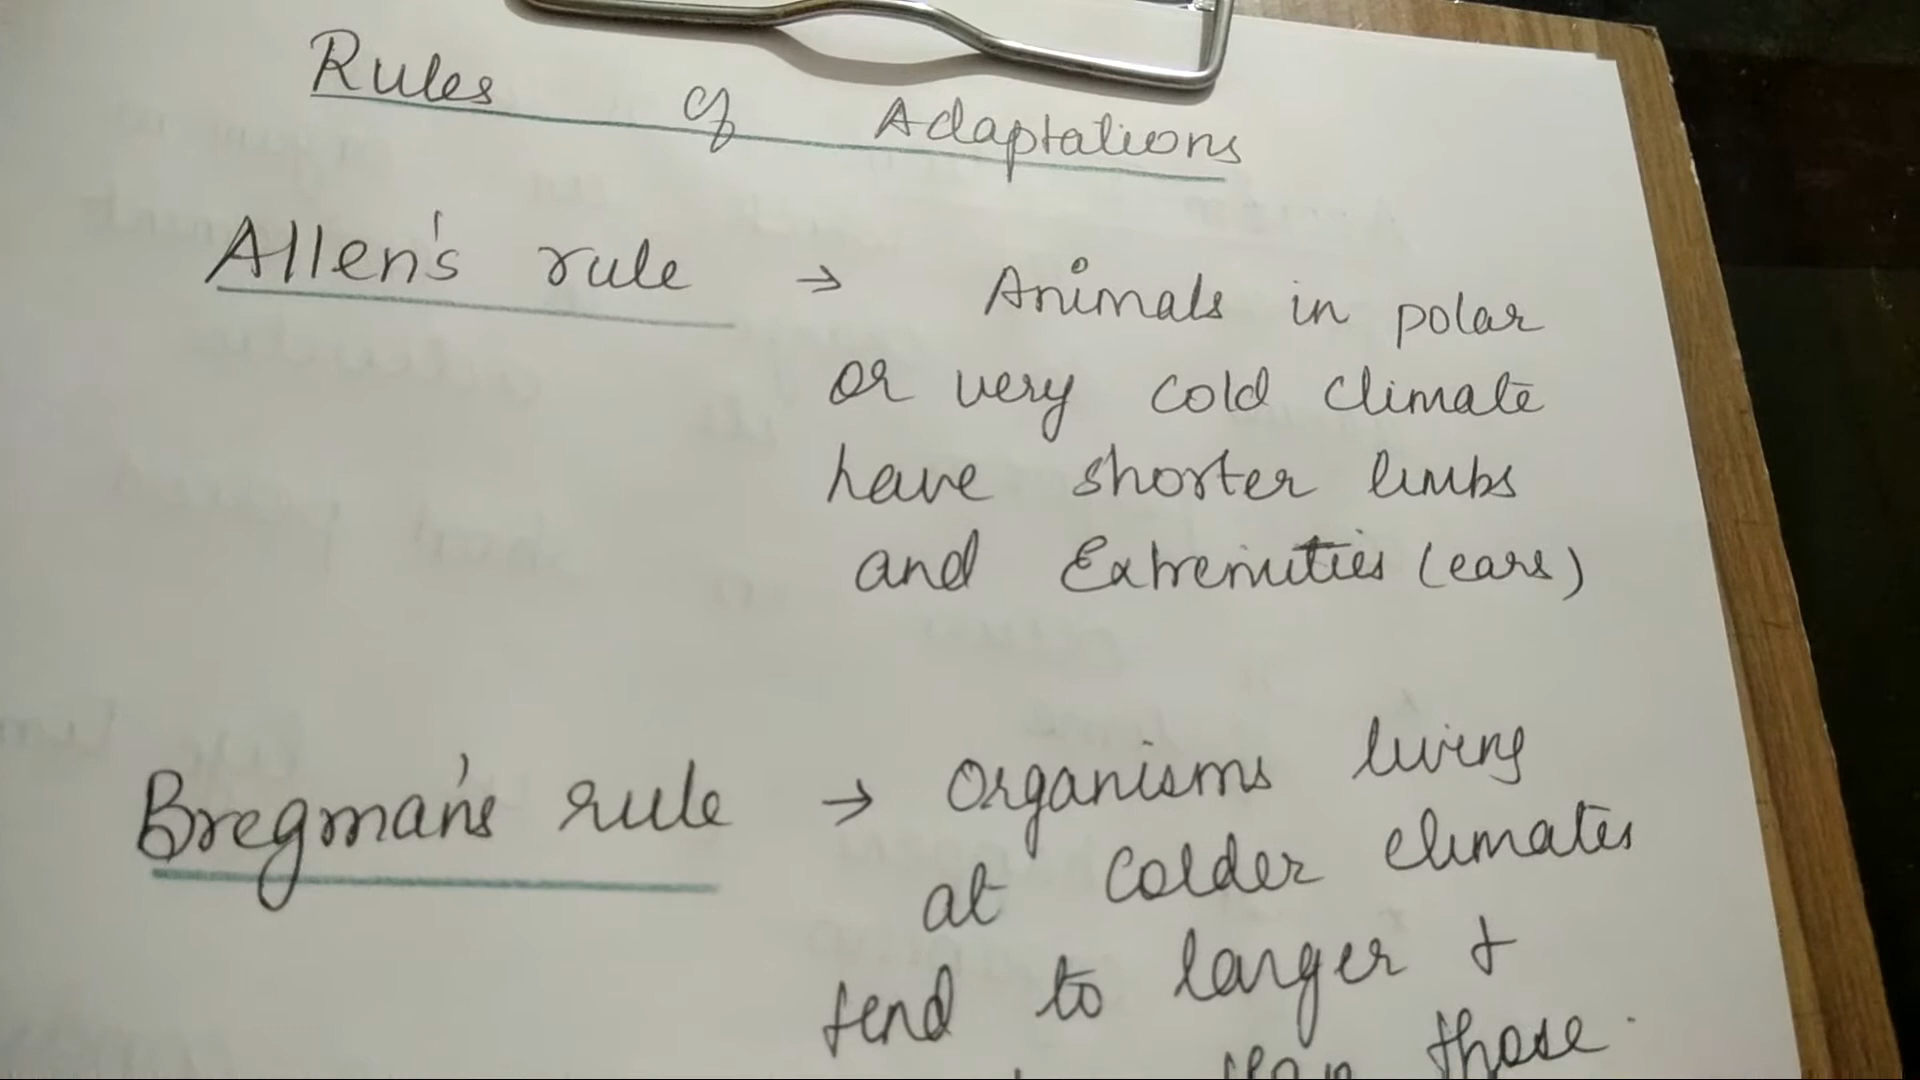 Rules of Adaptations
Allen's rule → Animals in polar
or very cold climate
have shorter limbs
and Extremities (ears)
Bregman's rule → Organisms living
at colder climates
tend to larger &
than those